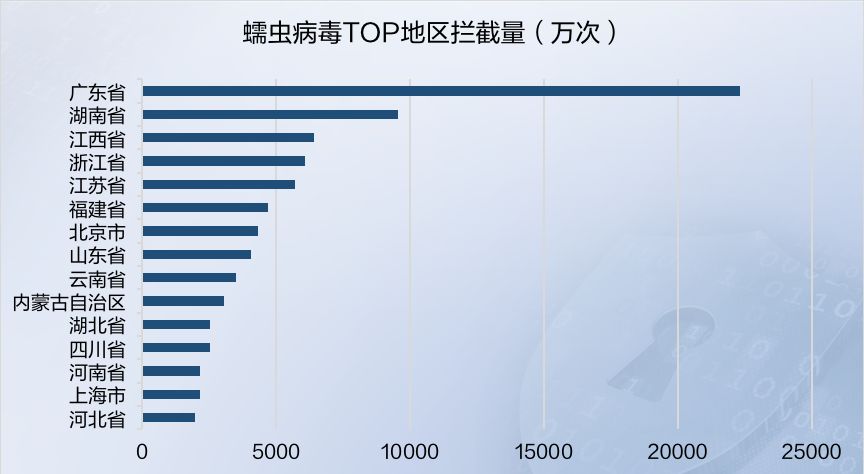 蠕虫病毒TOP地区拦截量（万次）
广东省
湖南省
江西省
浙江省
江苏省
福建省
北京市
山东省
云南省
内蒙古自治区
湖北省
四川省
河南省
上海市
河北省
0 5000 10000 15000 20000 25000